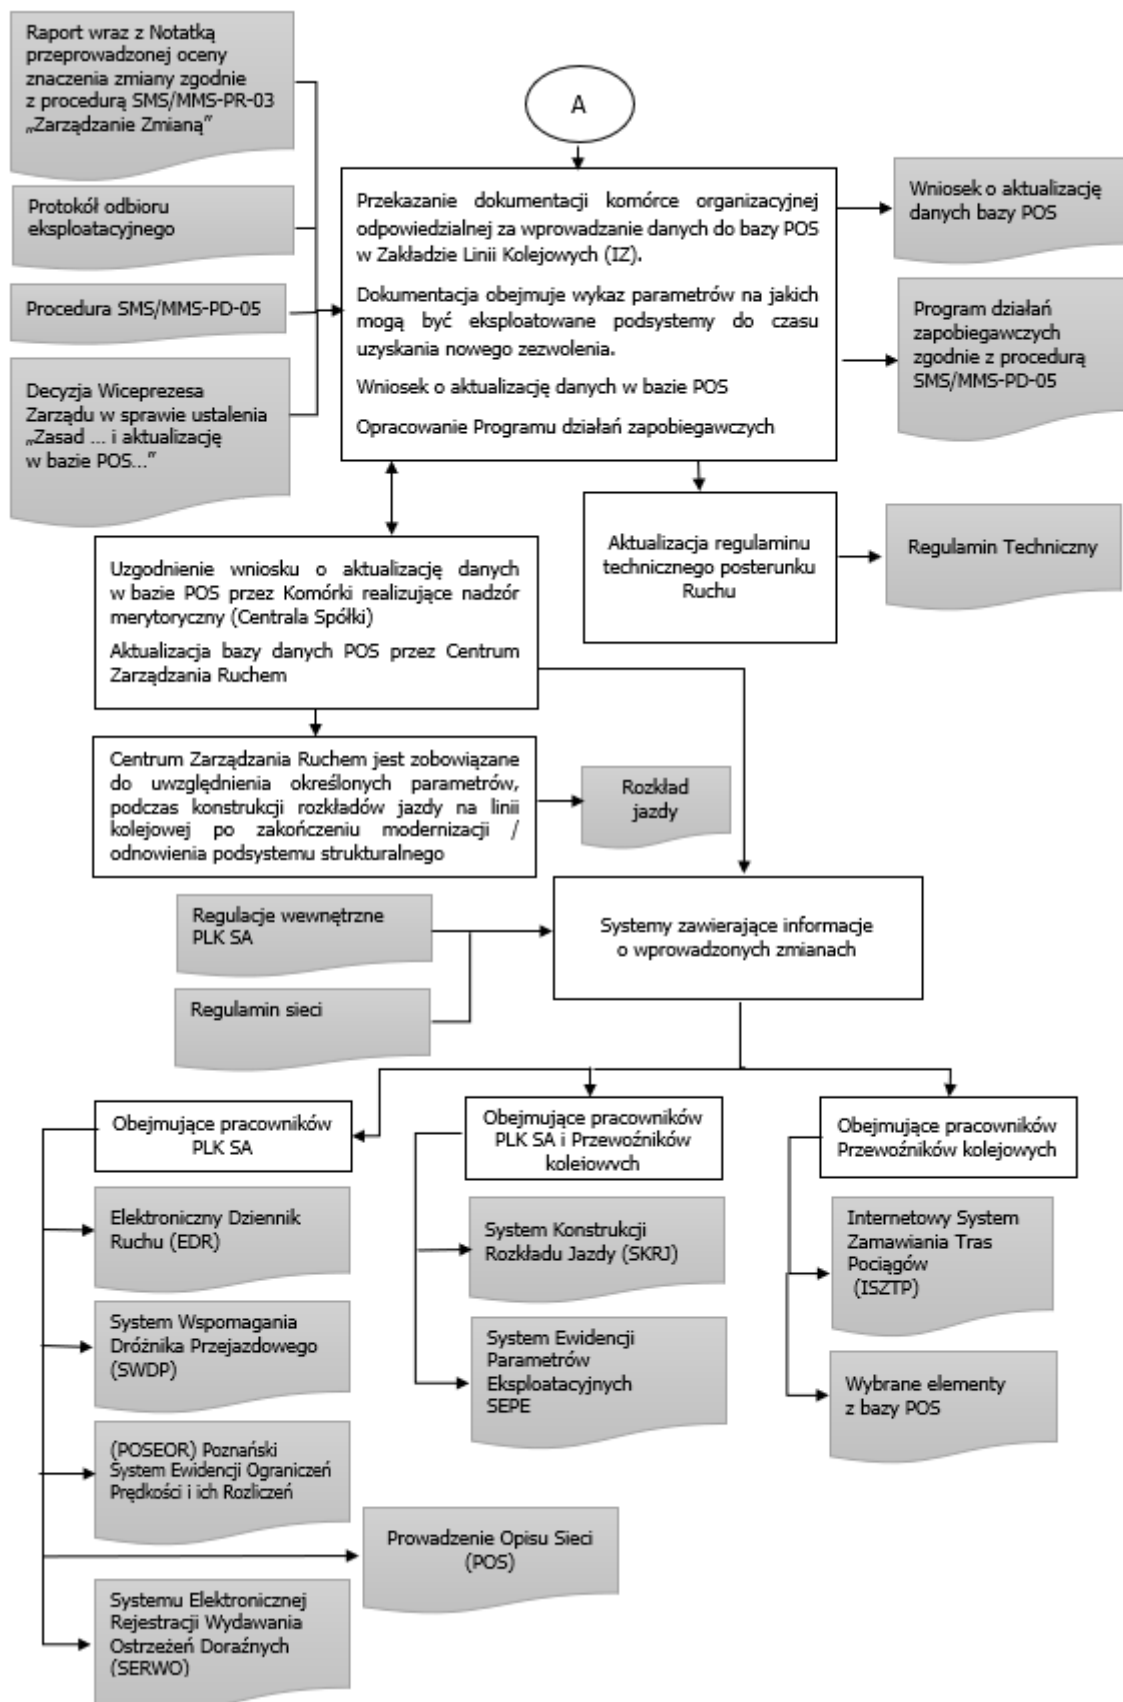 Raport wraz z Notatką
przeprowadzonej oceny
znaczenia zmiany zgodnie
z procedurą SMS/MMS-PR-03
„Zarządzanie Zmianą”
Protokół odbioru
eksploatacyjnego
Procedura SMS/MMS-PD-05
Decyzja Wiceprezesa
Zarządu w sprawie ustalenia
„Zasad ... i aktualizację
w bazie POS...”
A
Przekazanie dokumentacji komórce organizacyjnej
odpowiedzialnej za wprowadzanie danych do bazy POS
w Zakładzie Linii Kolejowych (IZ).
Dokumentacja obejmuje wykaz parametrów na jakich
mogą być eksploatowane podsystemy do czasu
uzyskania nowego zezwolenia.
Wniosek o aktualizację danych w bazie POS
Opracowanie Programu działań zapobiegawczych
Wniosek o aktualizację
danych bazy POS
Program działań
zapobiegawczych
zgodnie z procedurą
SMS/MMS-PD-05
Uzgodnienie wniosku o aktualizację danych
w bazie POS przez Komórki realizujące nadzór
merytoryczny (Centrala Spółki)
Aktualizacja bazy danych POS przez Centrum
Zarządzania Ruchem
Aktualizacja regulaminu
technicznego posterunku
Ruchu
Regulamin Techniczny
Centrum Zarządzania Ruchem jest zobowiązane
do uwzględnienia określonych parametrów,
podczas konstrukcji rozkładów jazdy na linii
kolejowej po zakończeniu modernizacji /
odnowienia podsystemu strukturalnego
Rozkład
jazdy
Regulacje wewnętrzne
PLK SA
Regulamin sieci
Systemy zawierające informacje
o wprowadzonych zmianach
Obejmujące pracowników
PLK SA
Elektroniczny Dziennik
Ruchu (EDR)
System Wspomagania
Dróżnika Przejazdowego
(SWDP)
(POSEOR) Poznański
System Ewidencji Ograniczeń
Prędkości i ich Rozliczeń
Prowadzenie Opisu Sieci
(POS)
Systemu Elektronicznej
Rejestracji Wydawania
Ostrzeżeń Doraźnych
(SERWO)
Obejmujące pracowników
PLK SA i Przewoźników
kolejowych
System Konstrukcji
Rozkładu Jazdy (SKRJ)
System Ewidencji
Parametrów
Eksploatacyjnych
SEPE
Obejmujące pracowników
Przewoźników kolejowych
Internetowy System
Zamawiania Tras
Pociągów
(ISZTP)
Wybrane elementy
z bazy POS